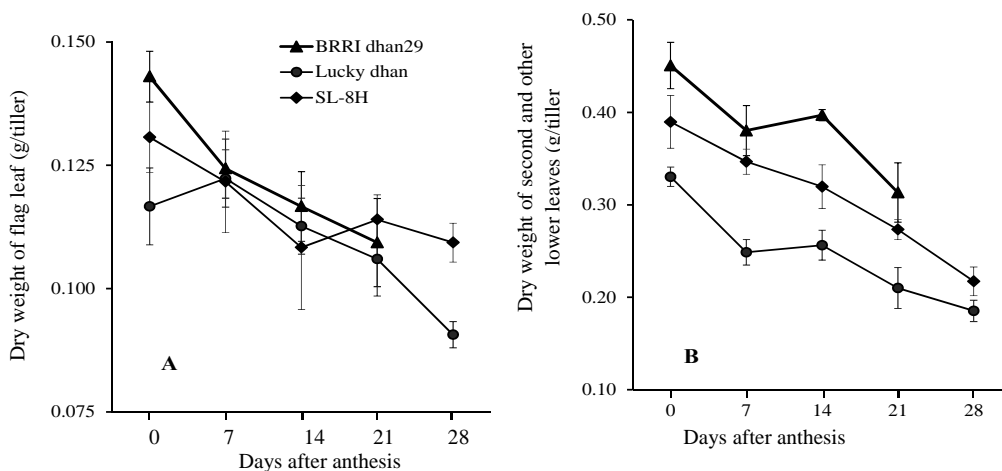 0.150
0.125
0.100
0.075
Dry weight of flag leaf (g/tiller)
BRRI dhan29
Lucky dhan
SL-8H
A
0 7 14 21 28
Days after anthesis
0.50
0.40
0.30
0.20
0.10
Dry weight of second and other
lower leaves (g/tiller
B
0 7 14 21 28
Days after anthesis